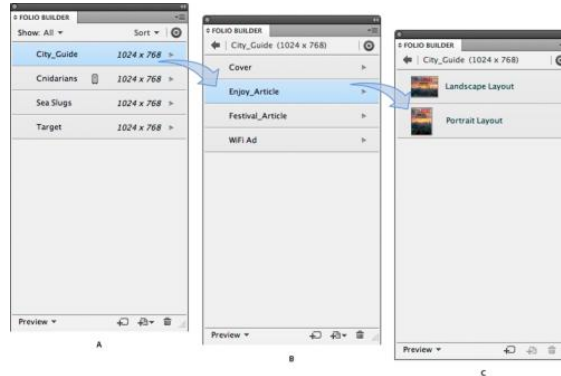 FOLIO BUILDER
Show: All
Sort
City_Guide 1024 x 768
Cnidarians 1024 x 768
Sea Slugs 1024 x 768
Target 1024 x 768
Preview
A
FOLIO BUILDER
City_Guide (1024 x 768)
Cover
Enjoy_Article
Festival_Article
WiFi Ad
Preview
B
FOLIO BUILDER
City_Guide (1024 x 768)
Landscape Layout
Portrait Layout
Preview
C